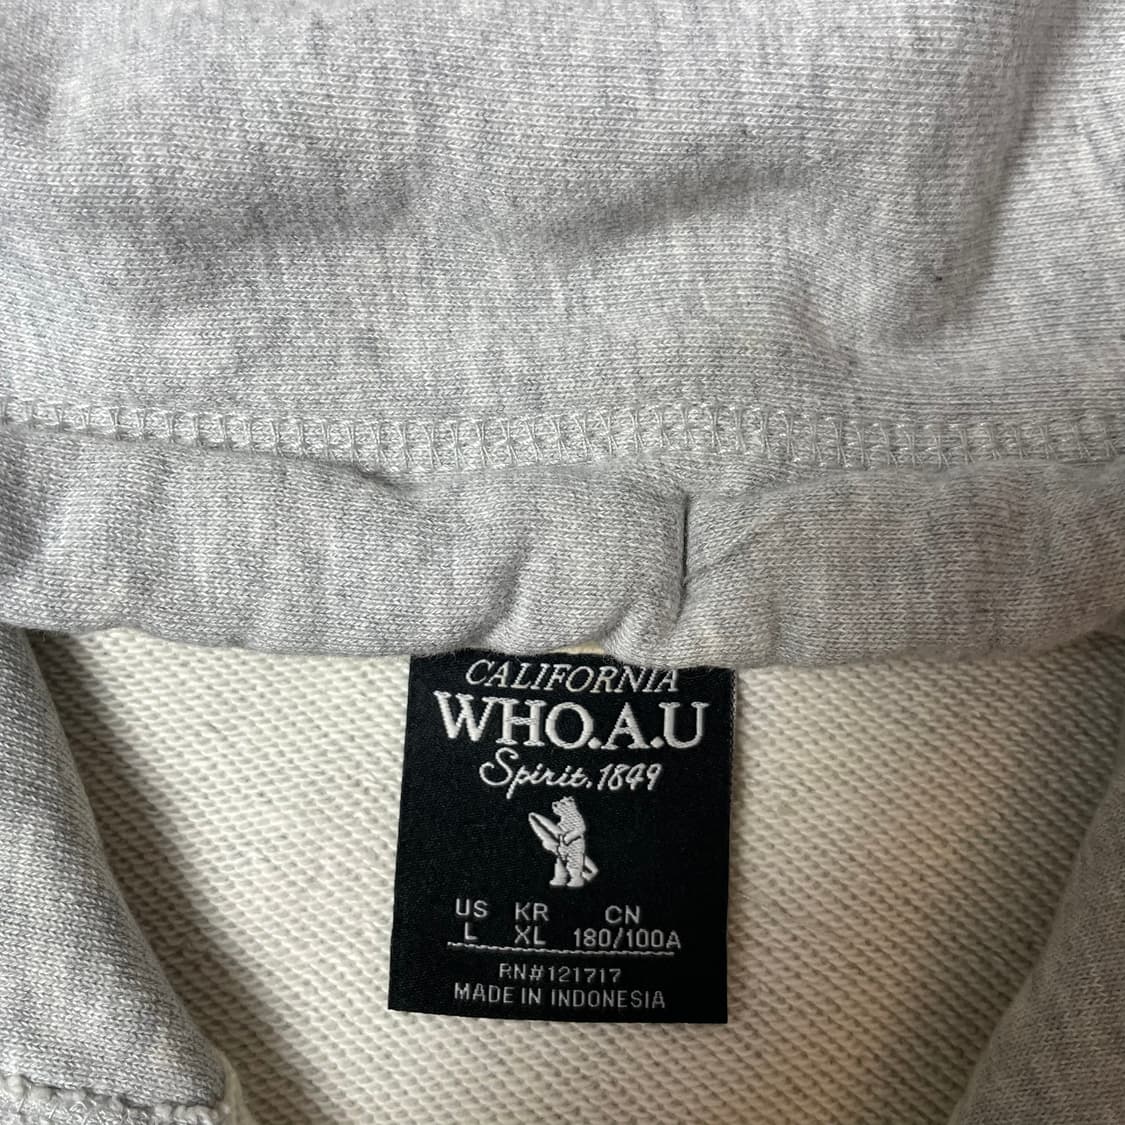 CALIFORNIA
WHO.A.U
Spirit.1849
US KR CN
L XL 180/100A
RN#121717
MADE IN INDONESIA